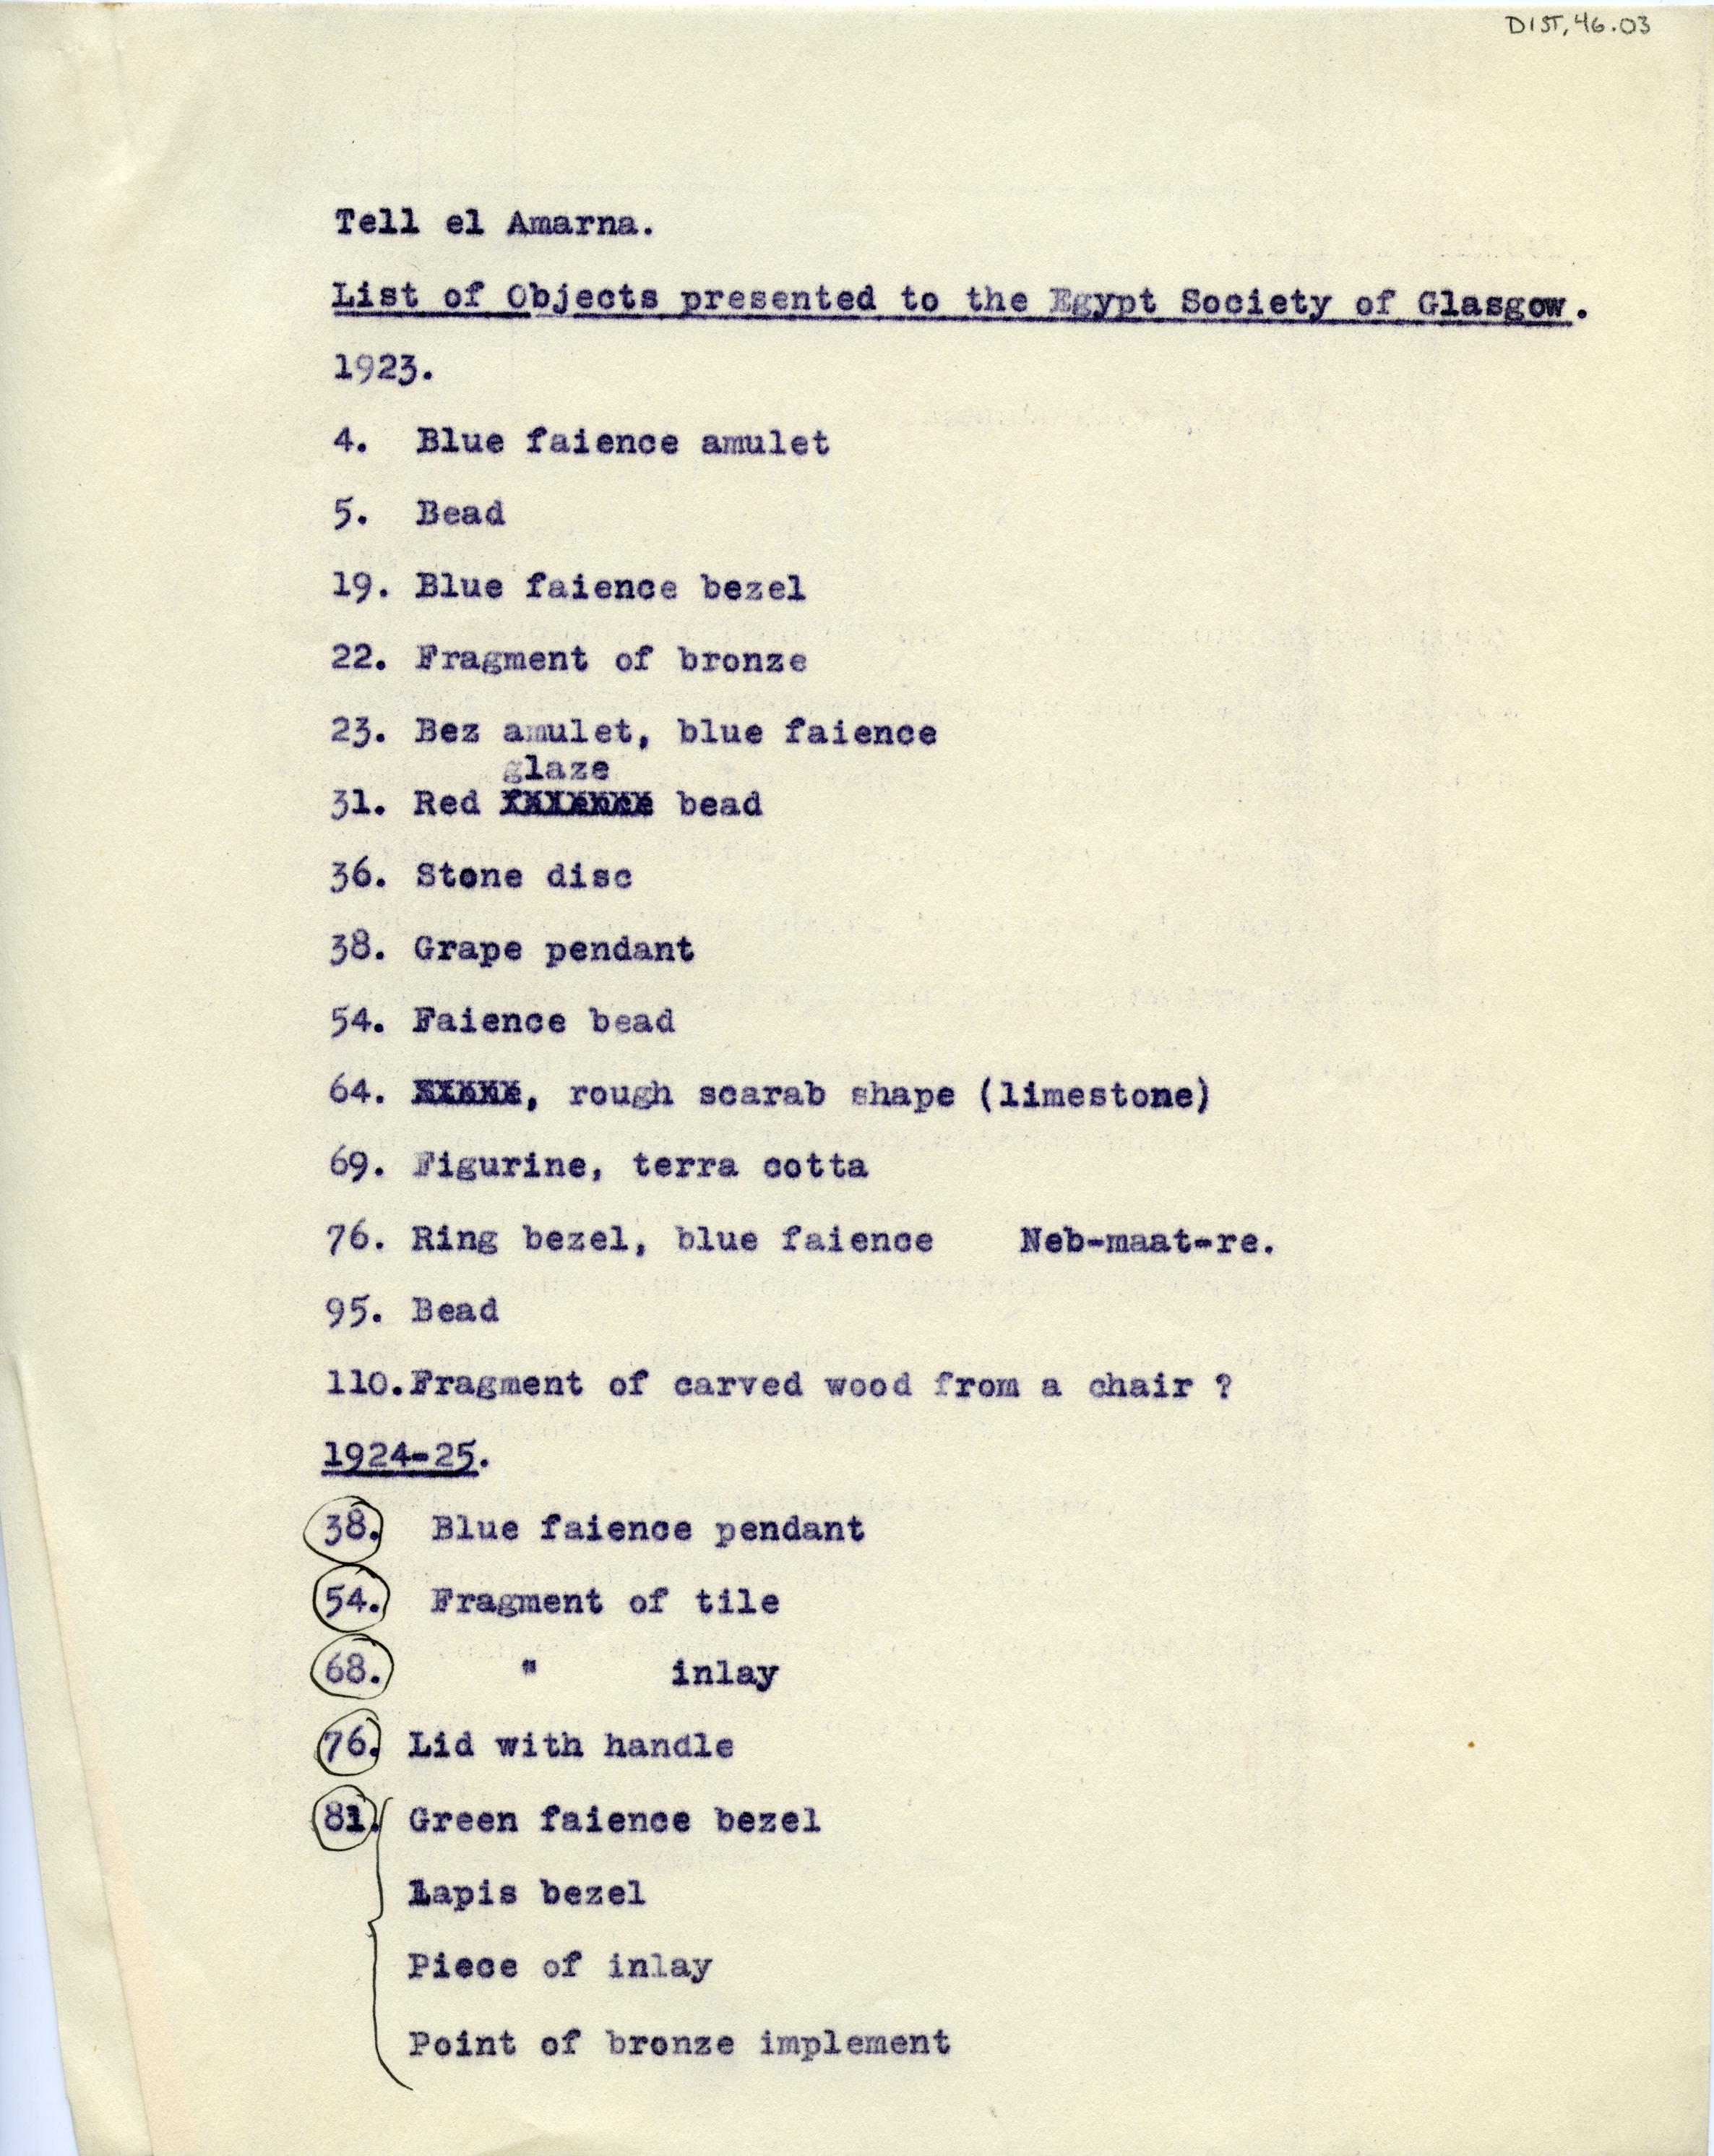 DIST,46.03
Tell el Amarna.
List of Objects presented to the Egypt Society of Glasgow.
1923.
4. Blue faience amulet
5. Bead
19. Blue faience bezel
22. Fragment of bronze
23. Bez amulet, blue faience
glaze
31. Red faience bead
36. Stone disc
38. Grape pendant
54. Faience bead
64. , rough scarab shape (limestone)
69. Figurine, terra cotta
76. Ring bezel, blue faience Neb-maat-re.
95. Bead
110.Fragment of carved wood from a chair ?
1924-25.
38. Blue faience pendant
54. Fragment of tile
68. " inlay
76. Lid with handle
81. Green faience bezel
Lapis bezel
Piece of inlay
Point of bronze implement